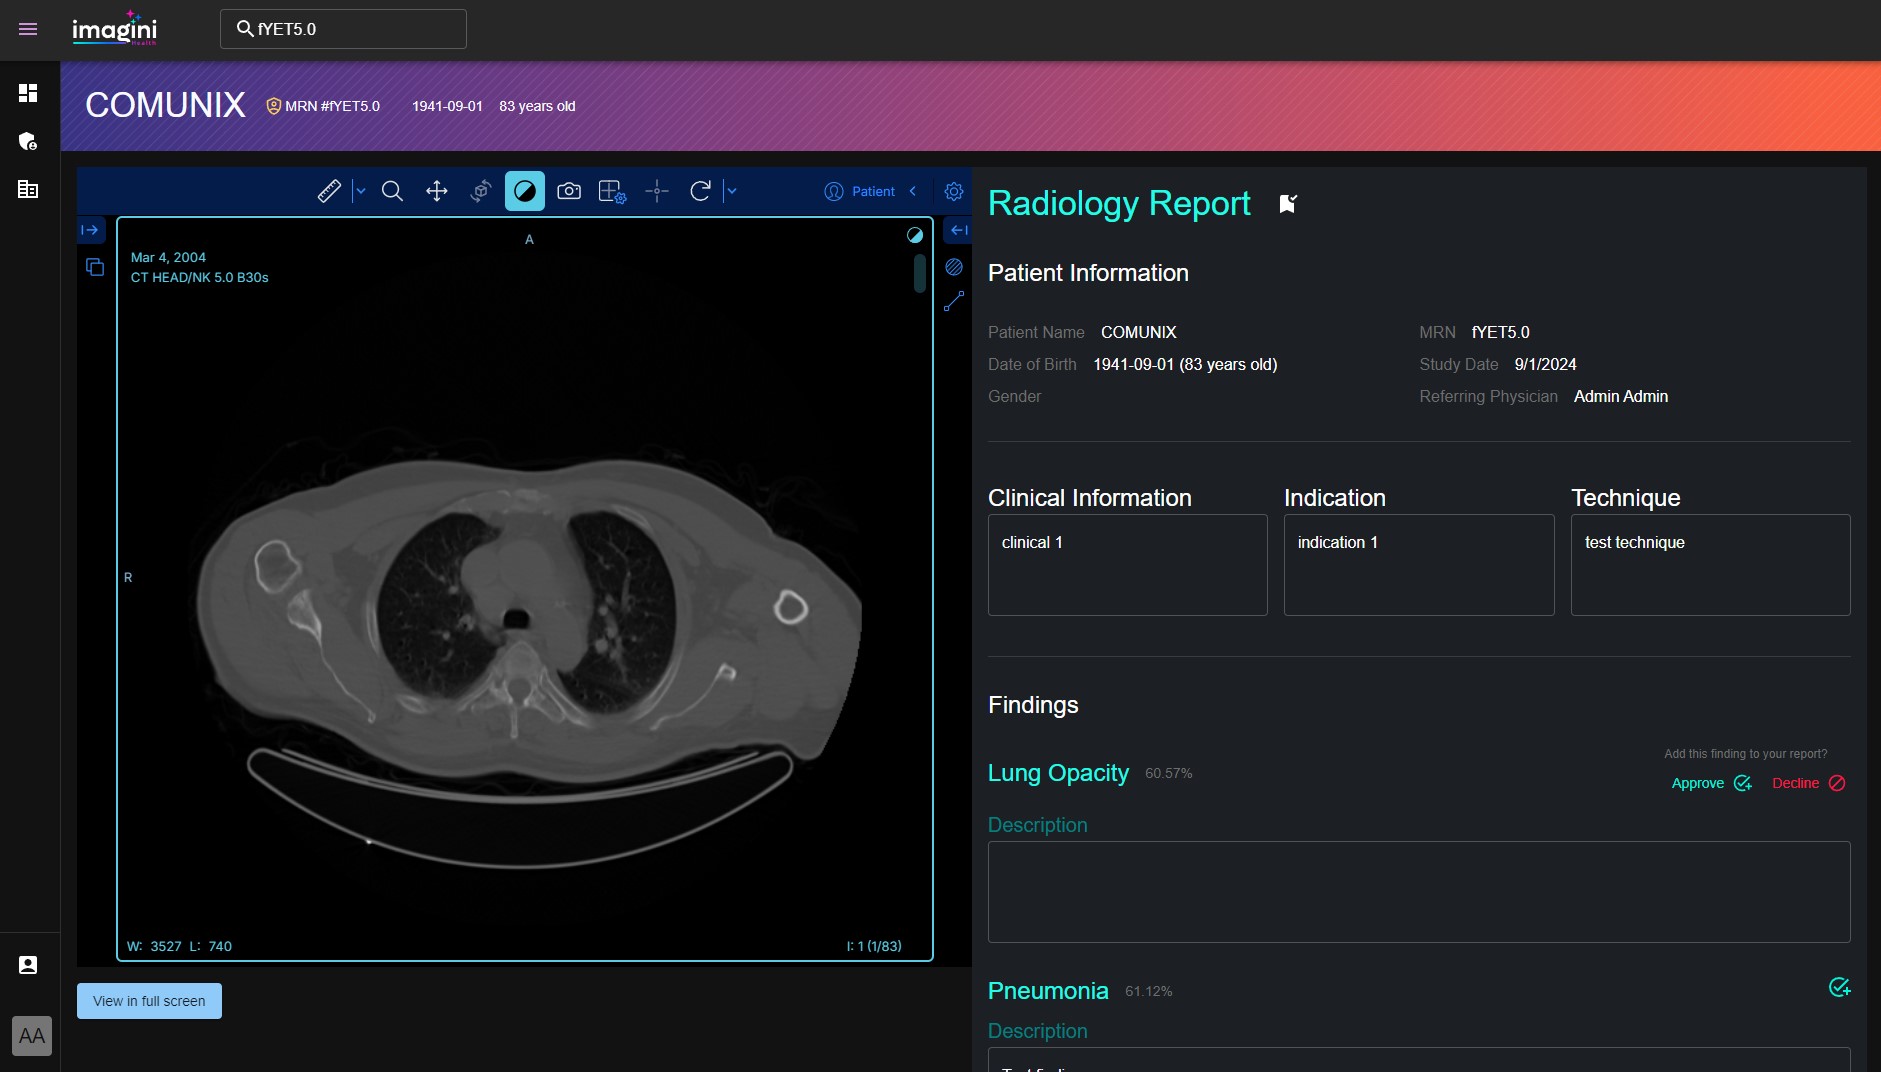 imagini
Health
fYET5.0
COMUNIX
MRN #fYET5.0
1941-09-01
83 years old
Patient
Mar 4, 2004
CT HEAD/NK 5.0 B30s
A
R
W: 3527 L: 740
I: 1 (1/83)
View in full screen
AA
Radiology Report
Patient Information
Patient Name COMUNIX
MRN fYET5.0
Date of Birth 1941-09-01 (83 years old)
Study Date 9/1/2024
Gender
Referring Physician Admin Admin
Clinical Information
clinical 1
Indication
indication 1
Technique
test technique
Findings
Lung Opacity 60.57%
Add this finding to your report?
Approve
Decline
Description
Pneumonia 61.12%
Description